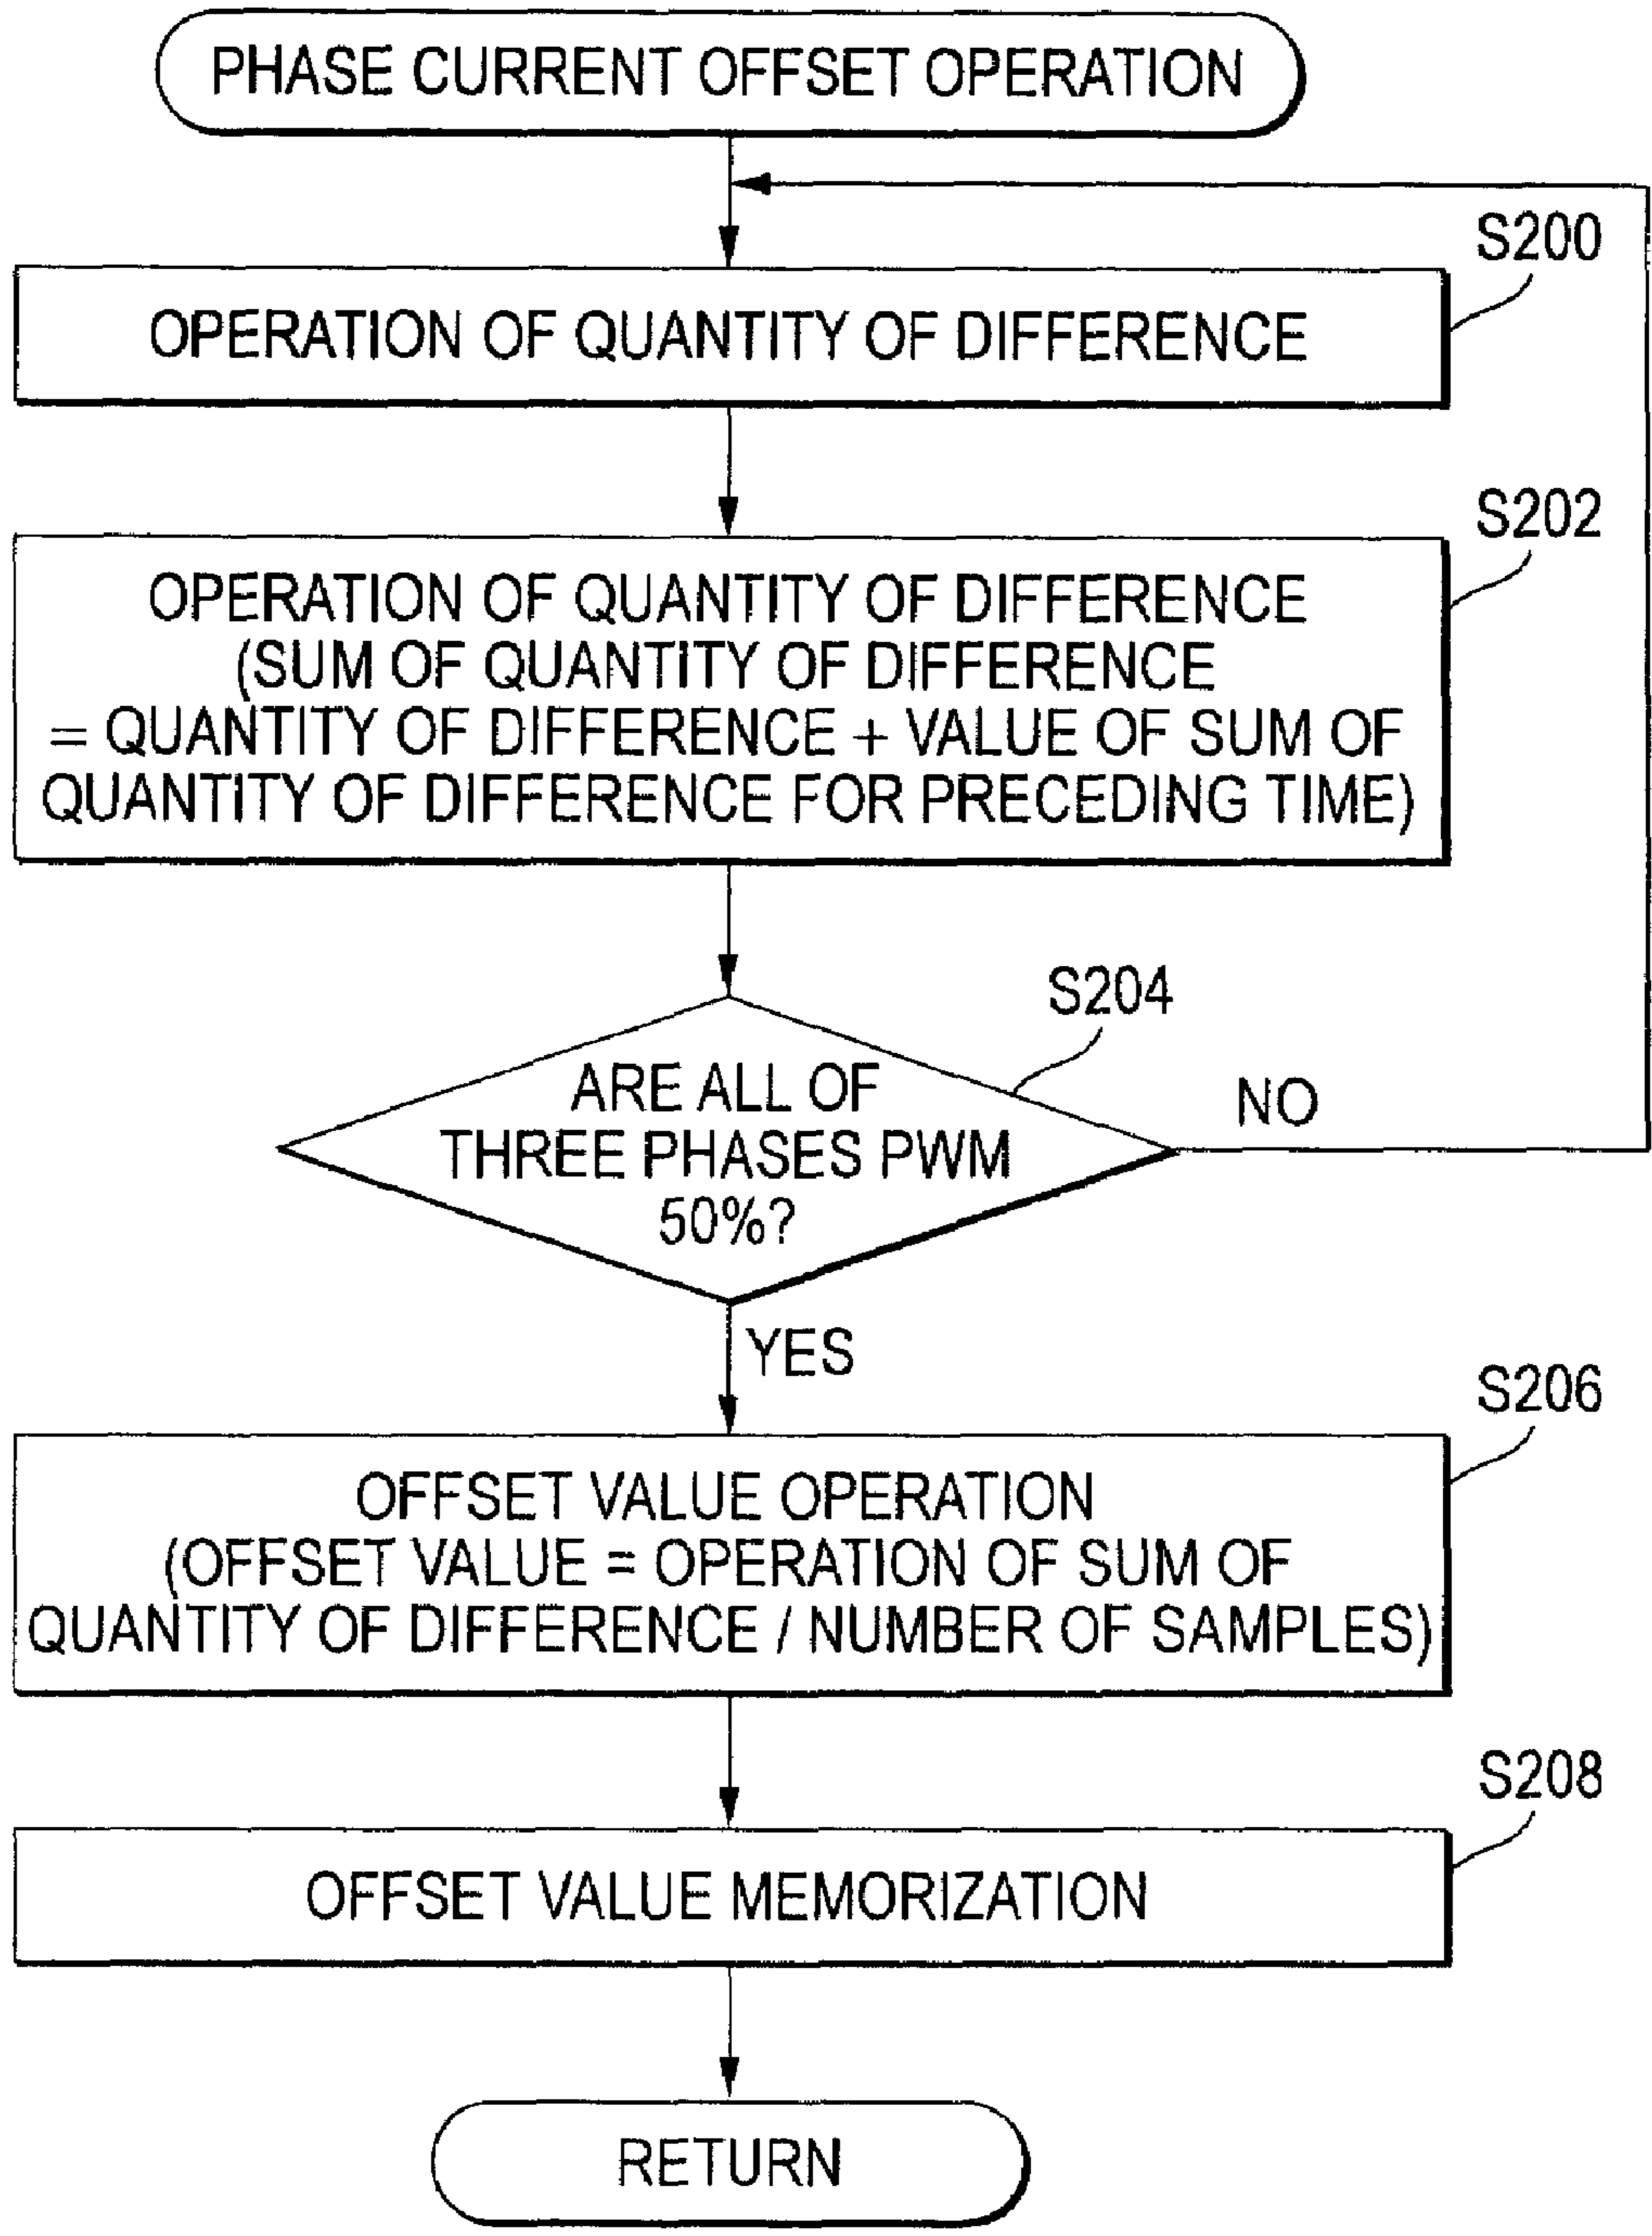 PHASE CURRENT OFFSET OPERATION
S200
OPERATION OF QUANTITY OF DIFFERENCE
S202
OPERATION OF QUANTITY OF DIFFERENCE
(SUM OF QUANTITY OF DIFFERENCE
= QUANTITY OF DIFFERENCE + VALUE OF SUM OF
QUANTITY OF DIFFERENCE FOR PRECEDING TIME)
S204
ARE ALL OF
THREE PHASES PWM
50%?
NO
YES
S206
OFFSET VALUE OPERATION
(OFFSET VALUE = OPERATION OF SUM OF
QUANTITY OF DIFFERENCE / NUMBER OF SAMPLES)
S208
OFFSET VALUE MEMORIZATION
RETURN